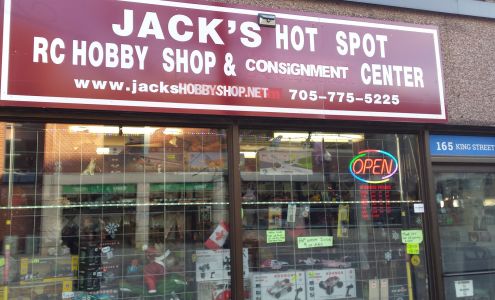 JACK'S HOT SPOT
RC HOBBY SHOP & CONSiGNMENT CENTER
www.jacksHOBBYSHOP.NET 705-775-5225
165 KING STREET
OPEN